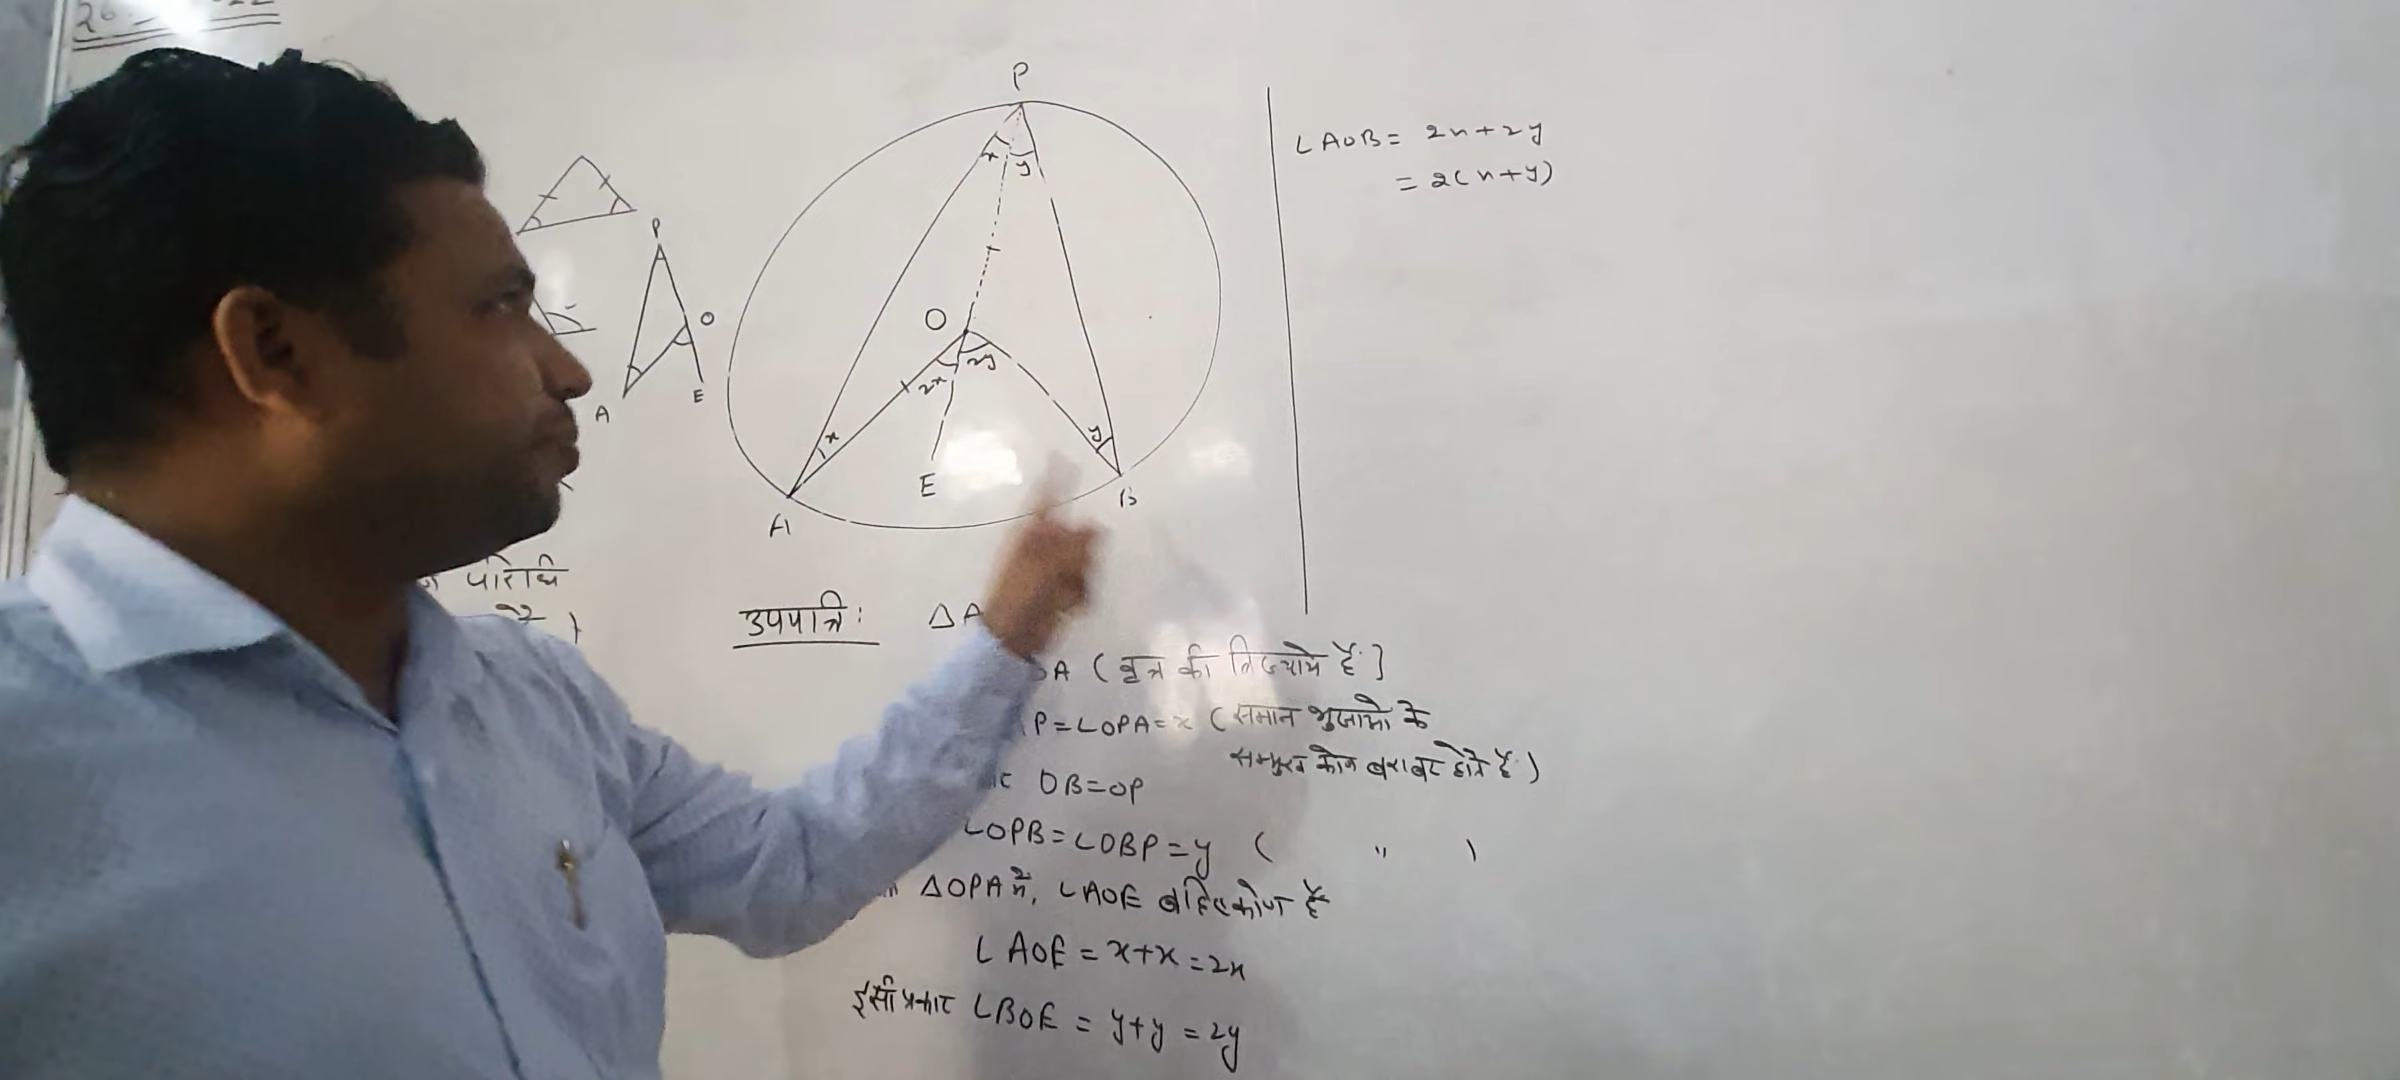 P
x y
O
2x 2y
x
y
E
A
B
P
O
A
E
∠AOB = 2x+2y
= 2(x+y)
परिधि
उपपत्ति: ΔA
A (वृत्त की त्रिज्याये हैं]
P=∠OPA=x (समान भुजाओ के
सम्मुख कोण बराबर होते हैं)
OB=OP
∠OPB=∠OBP=y ( " )
ΔOPA में, ∠AOE बहिष्कोण है
∠AOE = x+x=2x
इसी प्रकार ∠BOE = y+y = 2y